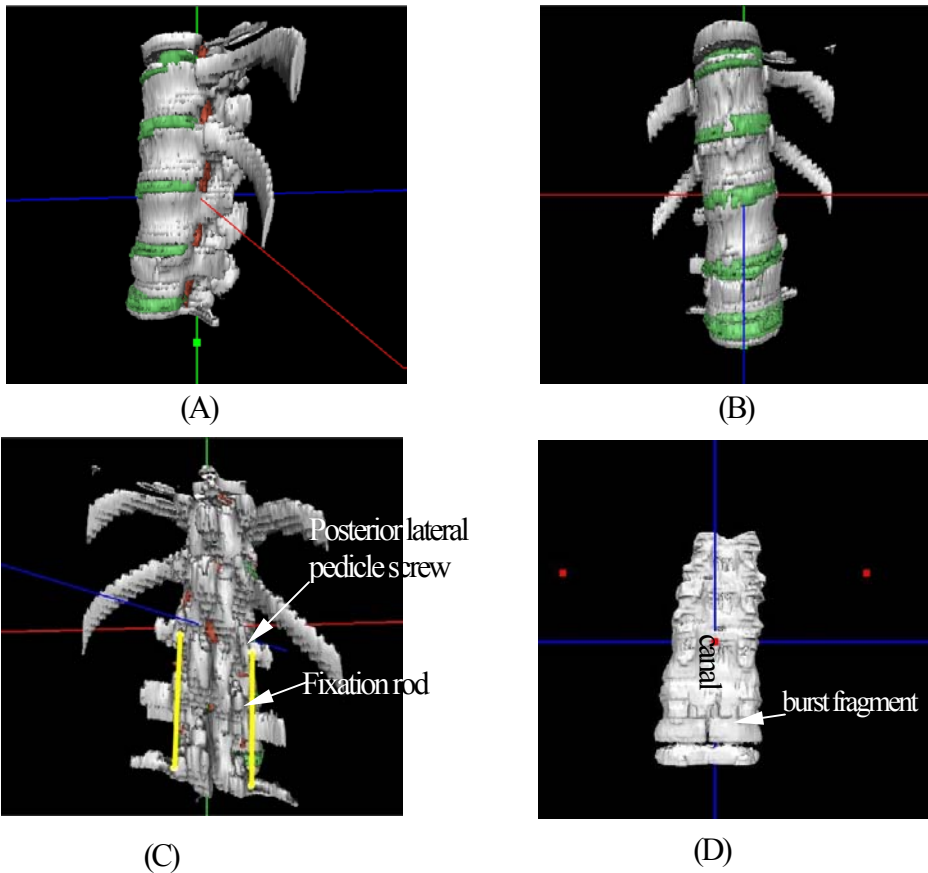 (A)
(B)
Posterior lateral
pedicle screw
Fixation rod
(C)
canal
burst fragment
(D)